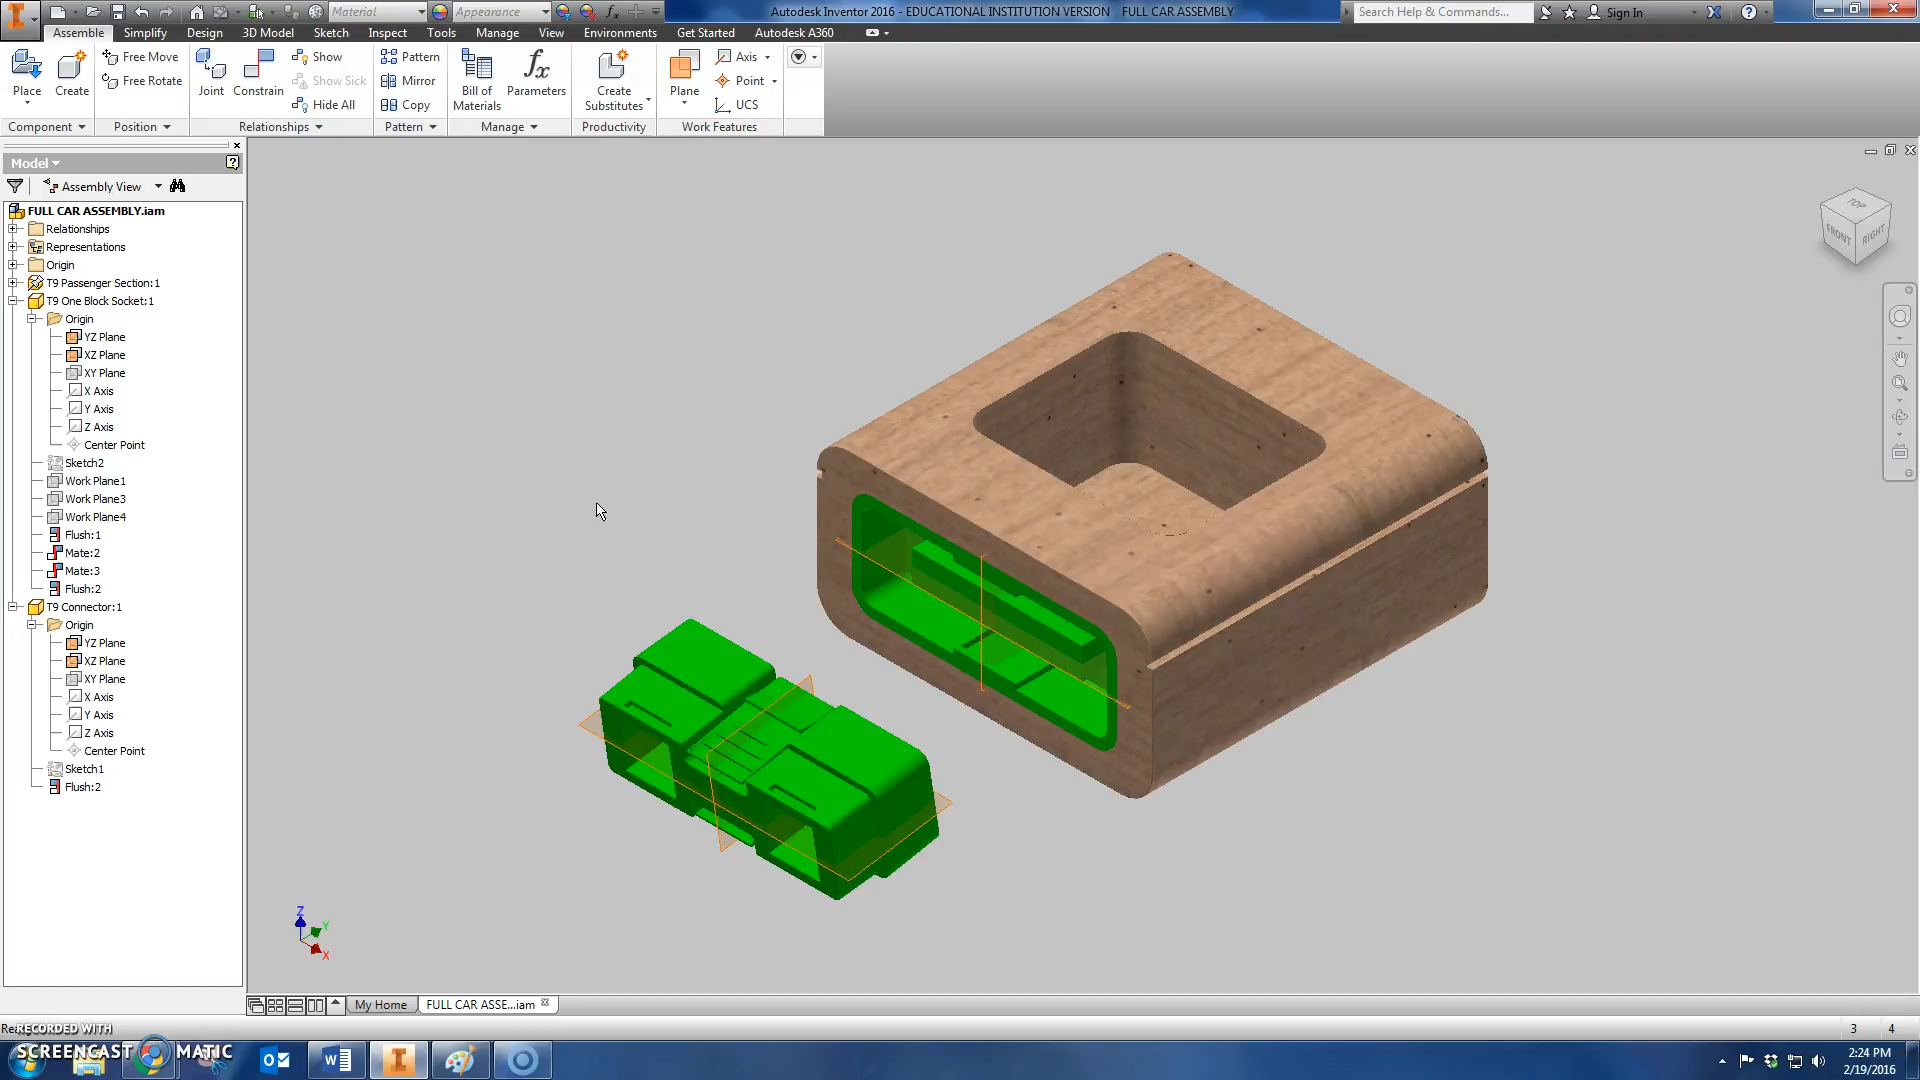 Material
Appearance
Autodesk Inventor 2016 - EDUCATIONAL INSTITUTION VERSION FULL CAR ASSEMBLY
Search Help & Commands...
Sign In
Assemble Simplify Design 3D Model Sketch Inspect Tools Manage View Environments Get Started Autodesk A360
Place
Create
Free Move
Free Rotate
Joint
Constrain
Show
Show Sick
Hide All
Pattern
Mirror
Copy
Bill of
Materials
Parameters
Create
Substitutes
Plane
Axis
Point
UCS
Component Position Relationships Pattern Manage Productivity Work Features
Model
Assembly View
FULL CAR ASSEMBLY.iam
Relationships
Representations
Origin
T9 Passenger Section:1
T9 One Block Socket:1
Origin
YZ Plane
XZ Plane
XY Plane
X Axis
Y Axis
Z Axis
Center Point
Sketch2
Work Plane1
Work Plane3
Work Plane4
Flush:1
Mate:2
Mate:3
Flush:2
T9 Connector:1
Origin
YZ Plane
XZ Plane
XY Plane
X Axis
Y Axis
Z Axis
Center Point
Sketch1
Flush:2
TOP
FRONT
RIGHT
Z
Y
X
My Home
FULL CAR ASSE...iam
3 4
RECORDED WITH
SCREENCAST MATIC
2:24 PM
2/19/2016